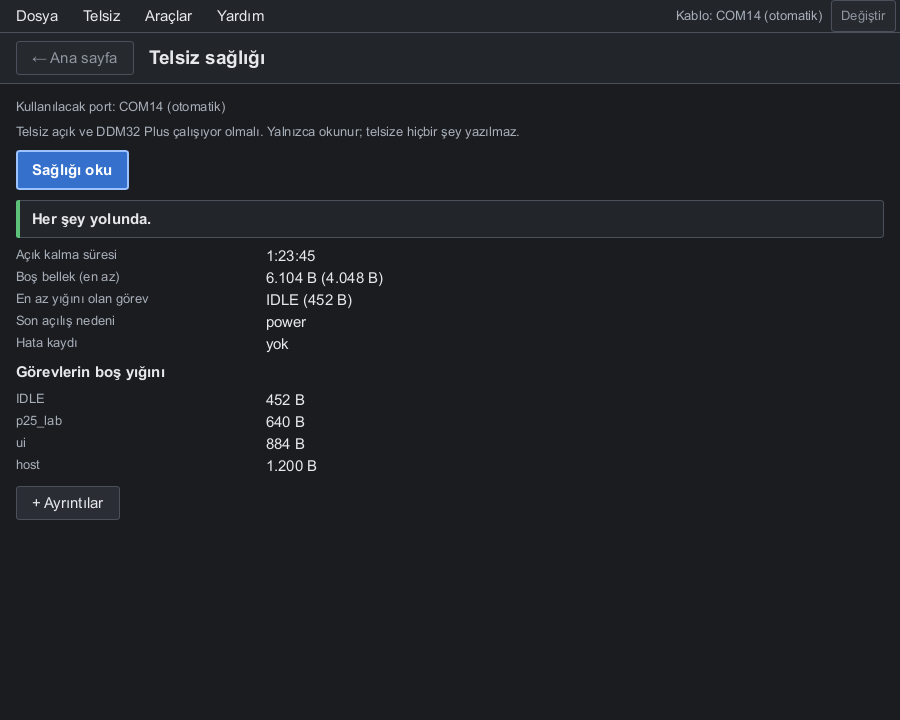 Dosya Telsiz Araçlar Yardım Kablo: COM14 (otomatik) Değiştir
← Ana sayfa Telsiz sağlığı
Kullanılacak port: COM14 (otomatik)
Telsiz açık ve DDM32 Plus çalışıyor olmalı. Yalnızca okunur; telsize hiçbir şey yazılmaz.
Sağlığı oku
Her şey yolunda.
Açık kalma süresi 1:23:45
Boş bellek (en az) 6.104 B (4.048 B)
En az yığını olan görev IDLE (452 B)
Son açılış nedeni power
Hata kaydı yok
Görevlerin boş yığını
IDLE 452 B
p25_lab 640 B
ui 884 B
host 1.200 B
+ Ayrıntılar